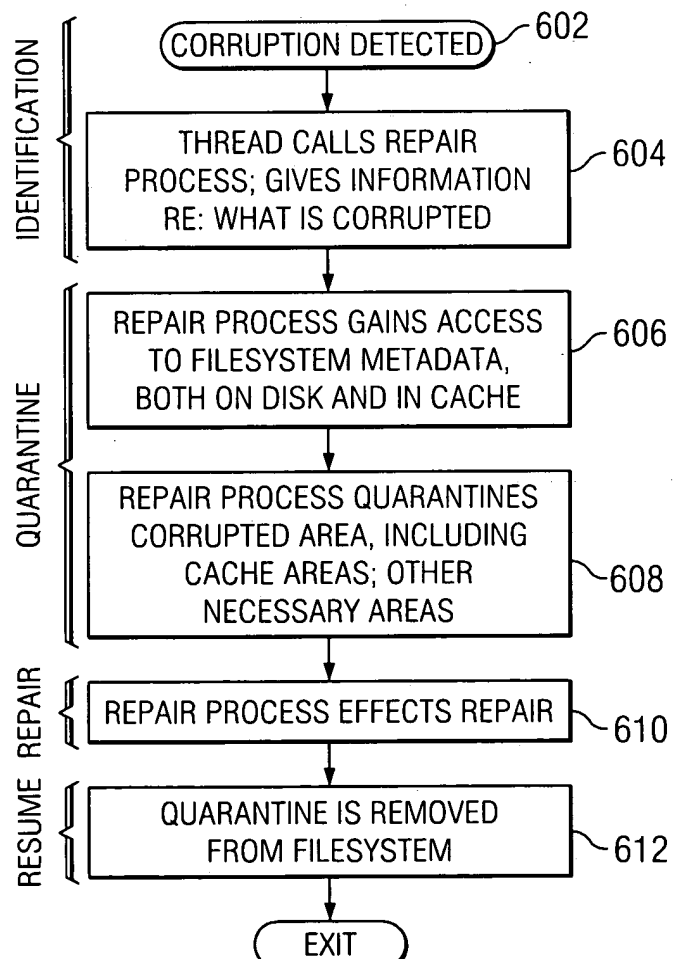 CORRUPTION DETECTED
602
IDENTIFICATION
THREAD CALLS REPAIR
PROCESS; GIVES INFORMATION
RE: WHAT IS CORRUPTED
604
QUARANTINE
REPAIR PROCESS GAINS ACCESS
TO FILESYSTEM METADATA,
BOTH ON DISK AND IN CACHE
606
REPAIR PROCESS QUARANTINES
CORRUPTED AREA, INCLUDING
CACHE AREAS; OTHER
NECESSARY AREAS
608
REPAIR
REPAIR PROCESS EFFECTS REPAIR
610
RESUME
QUARANTINE IS REMOVED
FROM FILESYSTEM
612
EXIT